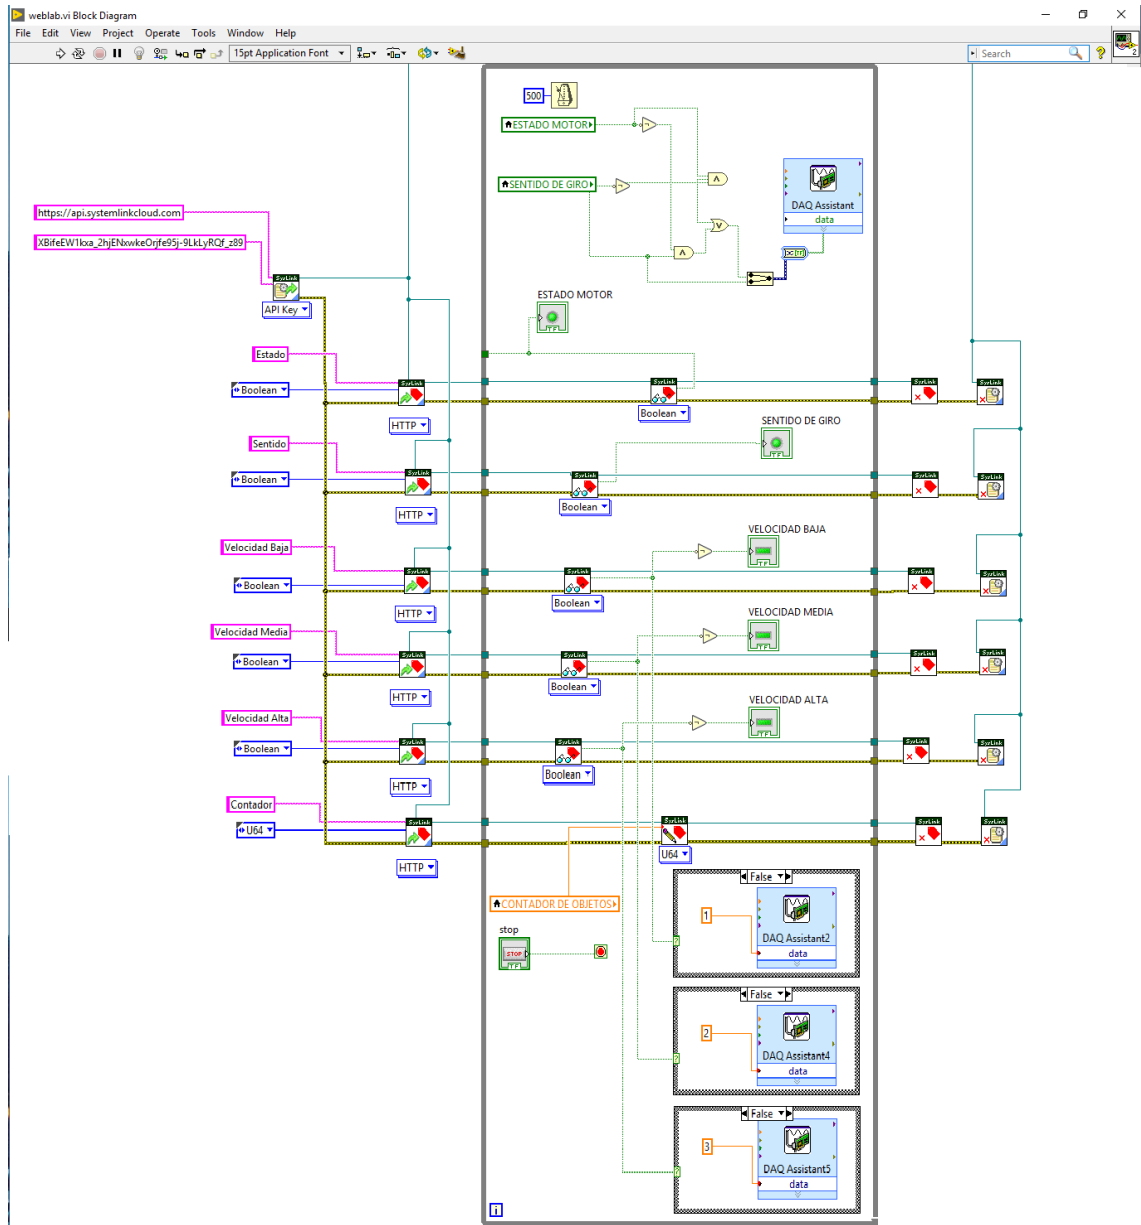 weblab.vi Block Diagram
File Edit View Project Operate Tools Window Help
15pt Application Font
Search
2
500
ESTADO MOTOR
SENTIDO DE GIRO
DAQ Assistant
data
https://api.systemlinkcloud.com
XBifeEW1kxa_2hjENxwkeOrjfe95j-9LkLyRQf_z89
SysLink
API Key
ESTADO MOTOR
TF
Estado
Boolean
SysLink
HTTP
SysLink
Boolean
SysLink
SysLink
SENTIDO DE GIRO
TF
Sentido
Boolean
SysLink
HTTP
SysLink
Boolean
SysLink
SysLink
VELOCIDAD BAJA
TF
Velocidad Baja
Boolean
SysLink
HTTP
SysLink
Boolean
SysLink
SysLink
VELOCIDAD MEDIA
TF
Velocidad Media
Boolean
SysLink
HTTP
SysLink
Boolean
SysLink
SysLink
VELOCIDAD ALTA
TF
Velocidad Alta
Boolean
SysLink
HTTP
SysLink
Boolean
SysLink
SysLink
Contador
U64
SysLink
HTTP
SysLink
U64
SysLink
SysLink
CONTADOR DE OBJETOS
stop
STOP
TF
False
1
DAQ Assistant2
data
False
2
DAQ Assistant4
data
False
3
DAQ Assistant5
data
i